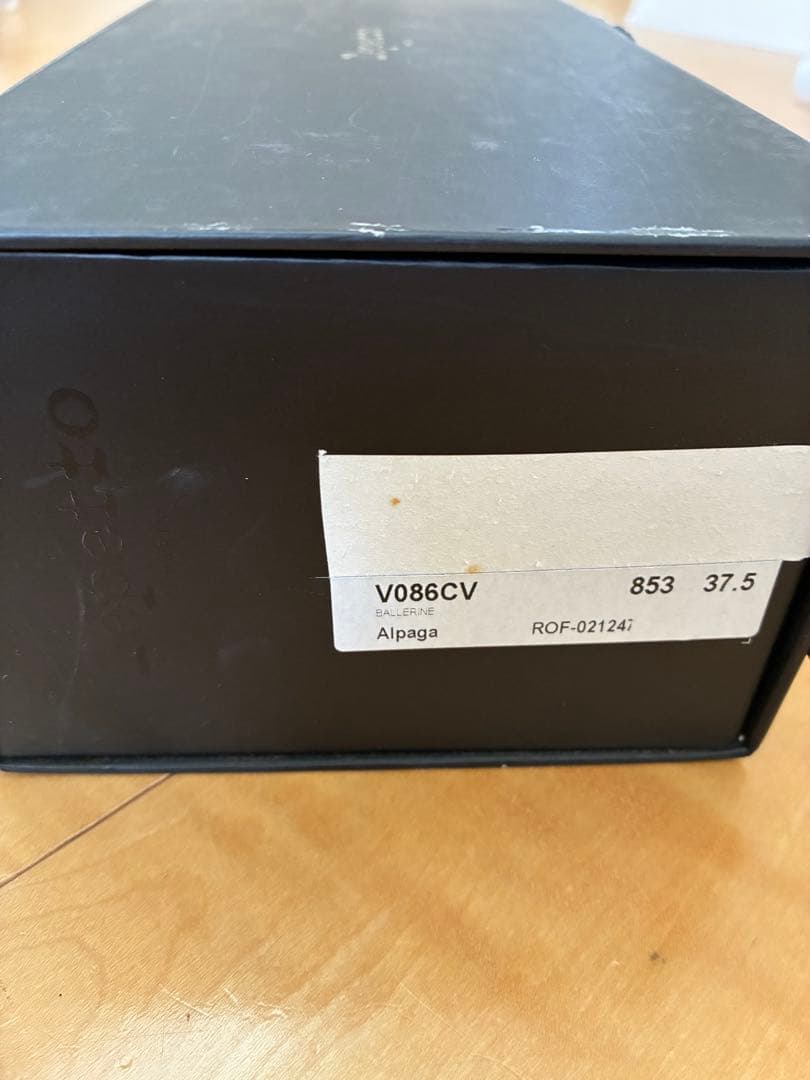 V086CV 853 37.5
BALLERINE
Alpaga ROF-021247